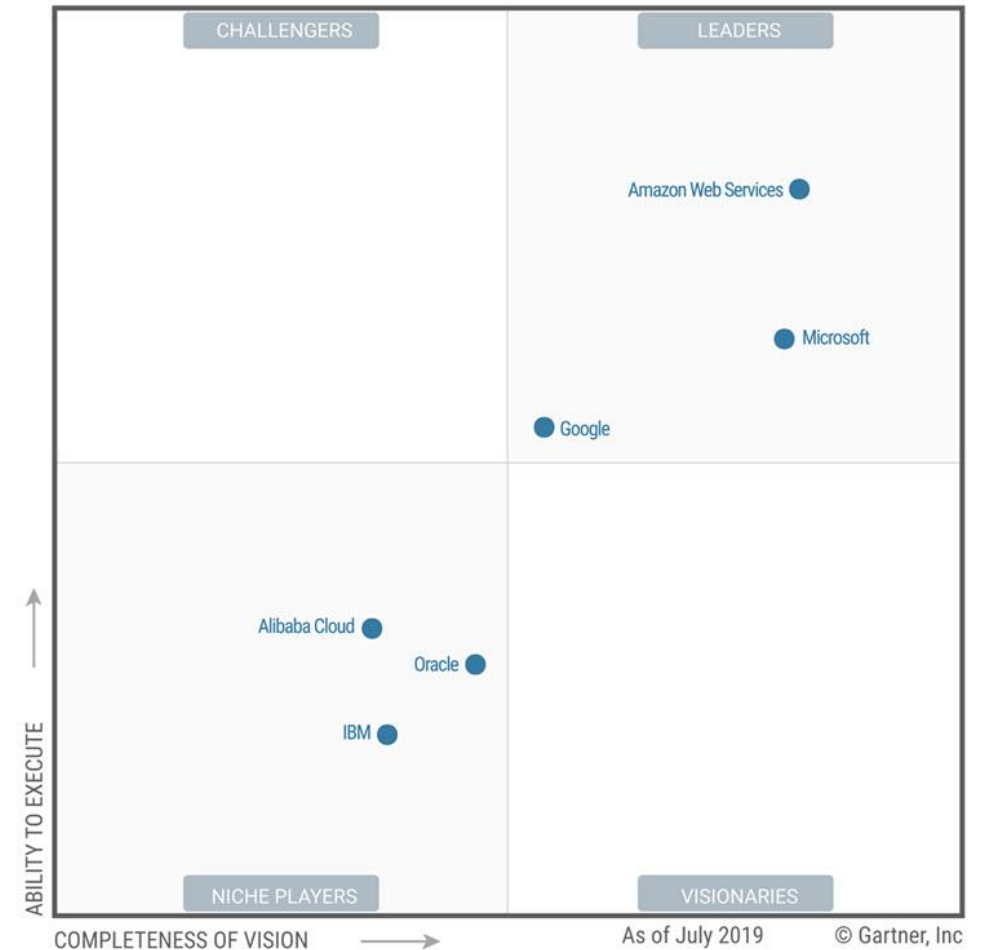 CHALLENGERS
LEADERS
Amazon Web Services
Microsoft
Google
Alibaba Cloud
Oracle
IBM
NICHE PLAYERS
VISIONARIES
ABILITY TO EXECUTE
COMPLETENESS OF VISION
As of July 2019
© Gartner, Inc